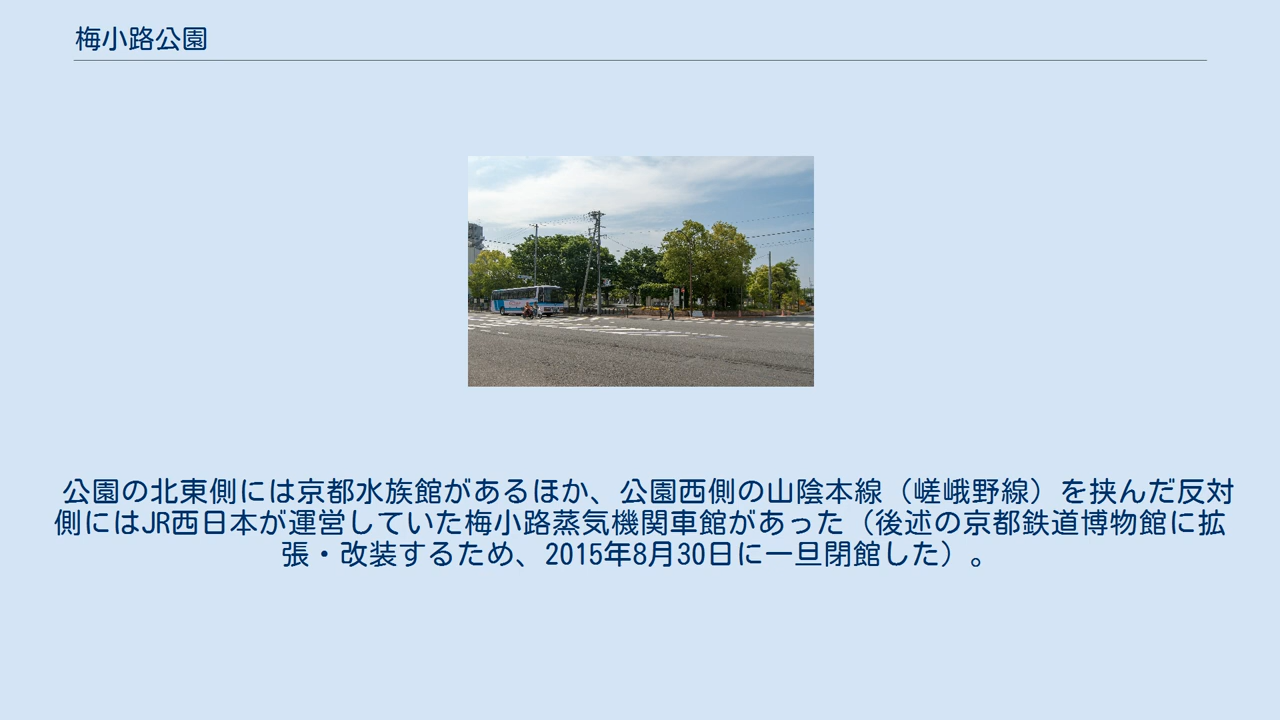 梅小路公園
公園の北東側には京都水族館があるほか、公園西側の山陰本線（嵯峨野線）を挟んだ反対
側にはJR西日本が運営していた梅小路蒸気機関車館があった（後述の京都鉄道博物館に拡
張・改装するため、2015年8月30日に一旦閉館した）。